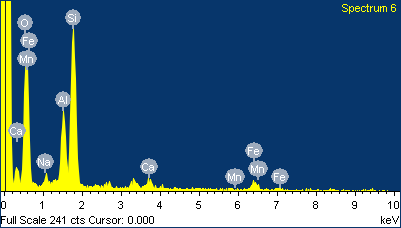 Spectrum 6
O
Si
Fe
Mn
Al
Ca
Fe
Na
Ca
Mn
Mn
Fe
0 1 2 3 4 5 6 7 8 9 10
Full Scale 241 cts Cursor: 0.000 keV